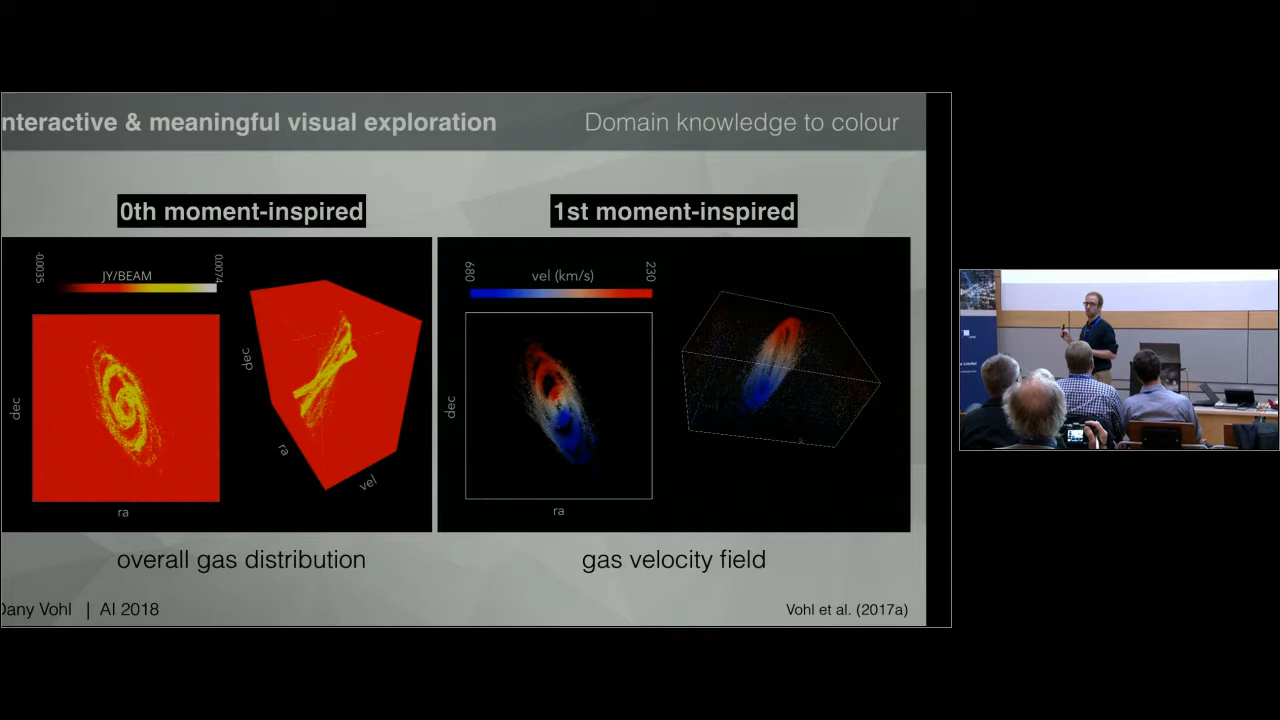 nteractive & meaningful visual exploration
Domain knowledge to colour
0th moment-inspired
1st moment-inspired
-0.0035
JY/BEAM
0.0074
dec
ra
dec
ra
vel
680
vel (km/s)
230
dec
ra
overall gas distribution
gas velocity field
Dany Vohl | AI 2018
Vohl et al. (2017a)